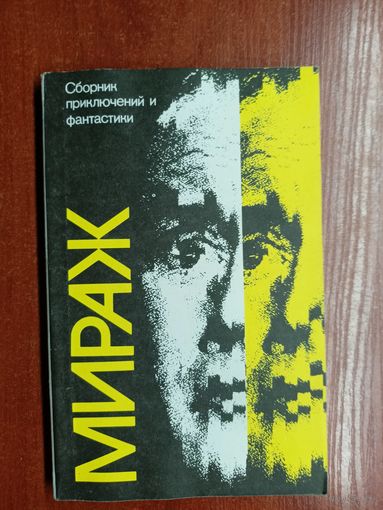 Сборник
приключений и
фантастики
МИРАЖ